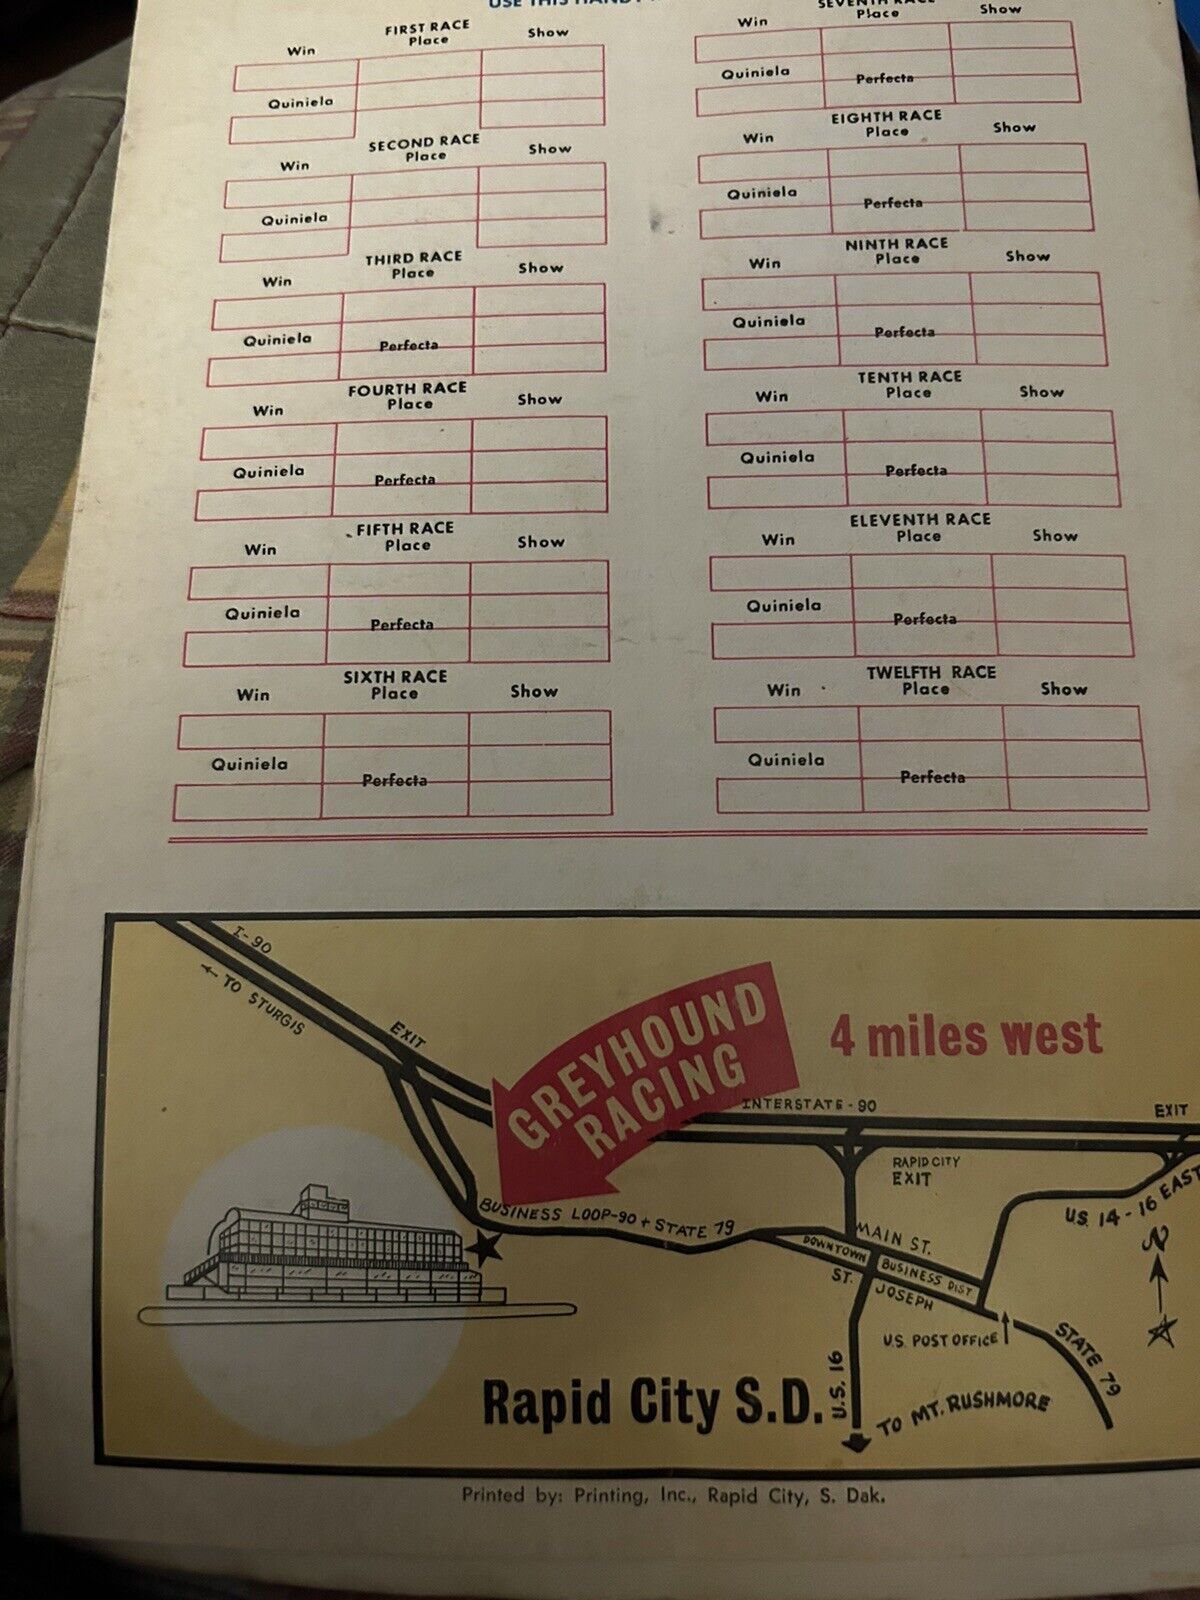 USE THIS HANDY
FIRST RACE
Win Place Show
Quiniela
SECOND RACE
Win Place Show
Quiniela
THIRD RACE
Win Place Show
Quiniela Perfecta
FOURTH RACE
Win Place Show
Quiniela Perfecta
FIFTH RACE
Win Place Show
Quiniela Perfecta
SIXTH RACE
Win Place Show
Quiniela Perfecta
SEVENTH RACE
Win Place Show
Quiniela Perfecta
EIGHTH RACE
Win Place Show
Quiniela Perfecta
NINTH RACE
Win Place Show
Quiniela Perfecta
TENTH RACE
Win Place Show
Quiniela Perfecta
ELEVENTH RACE
Win Place Show
Quiniela Perfecta
TWELFTH RACE
Win Place Show
Quiniela Perfecta
I-90
← TO STURGIS
EXIT
GREYHOUND
RACING
4 miles west
INTERSTATE-90
EXIT
RAPID CITY
EXIT
U.S. 14-16 EAST
BUSINESS LOOP-90 + STATE 79
MAIN ST.
DOWNTOWN BUSINESS DIST
ST. JOSEPH
N
U.S. POST OFFICE
STATE 79
U.S. 16
TO MT. RUSHMORE
Rapid City S.D.
Printed by: Printing, Inc., Rapid City, S. Dak.